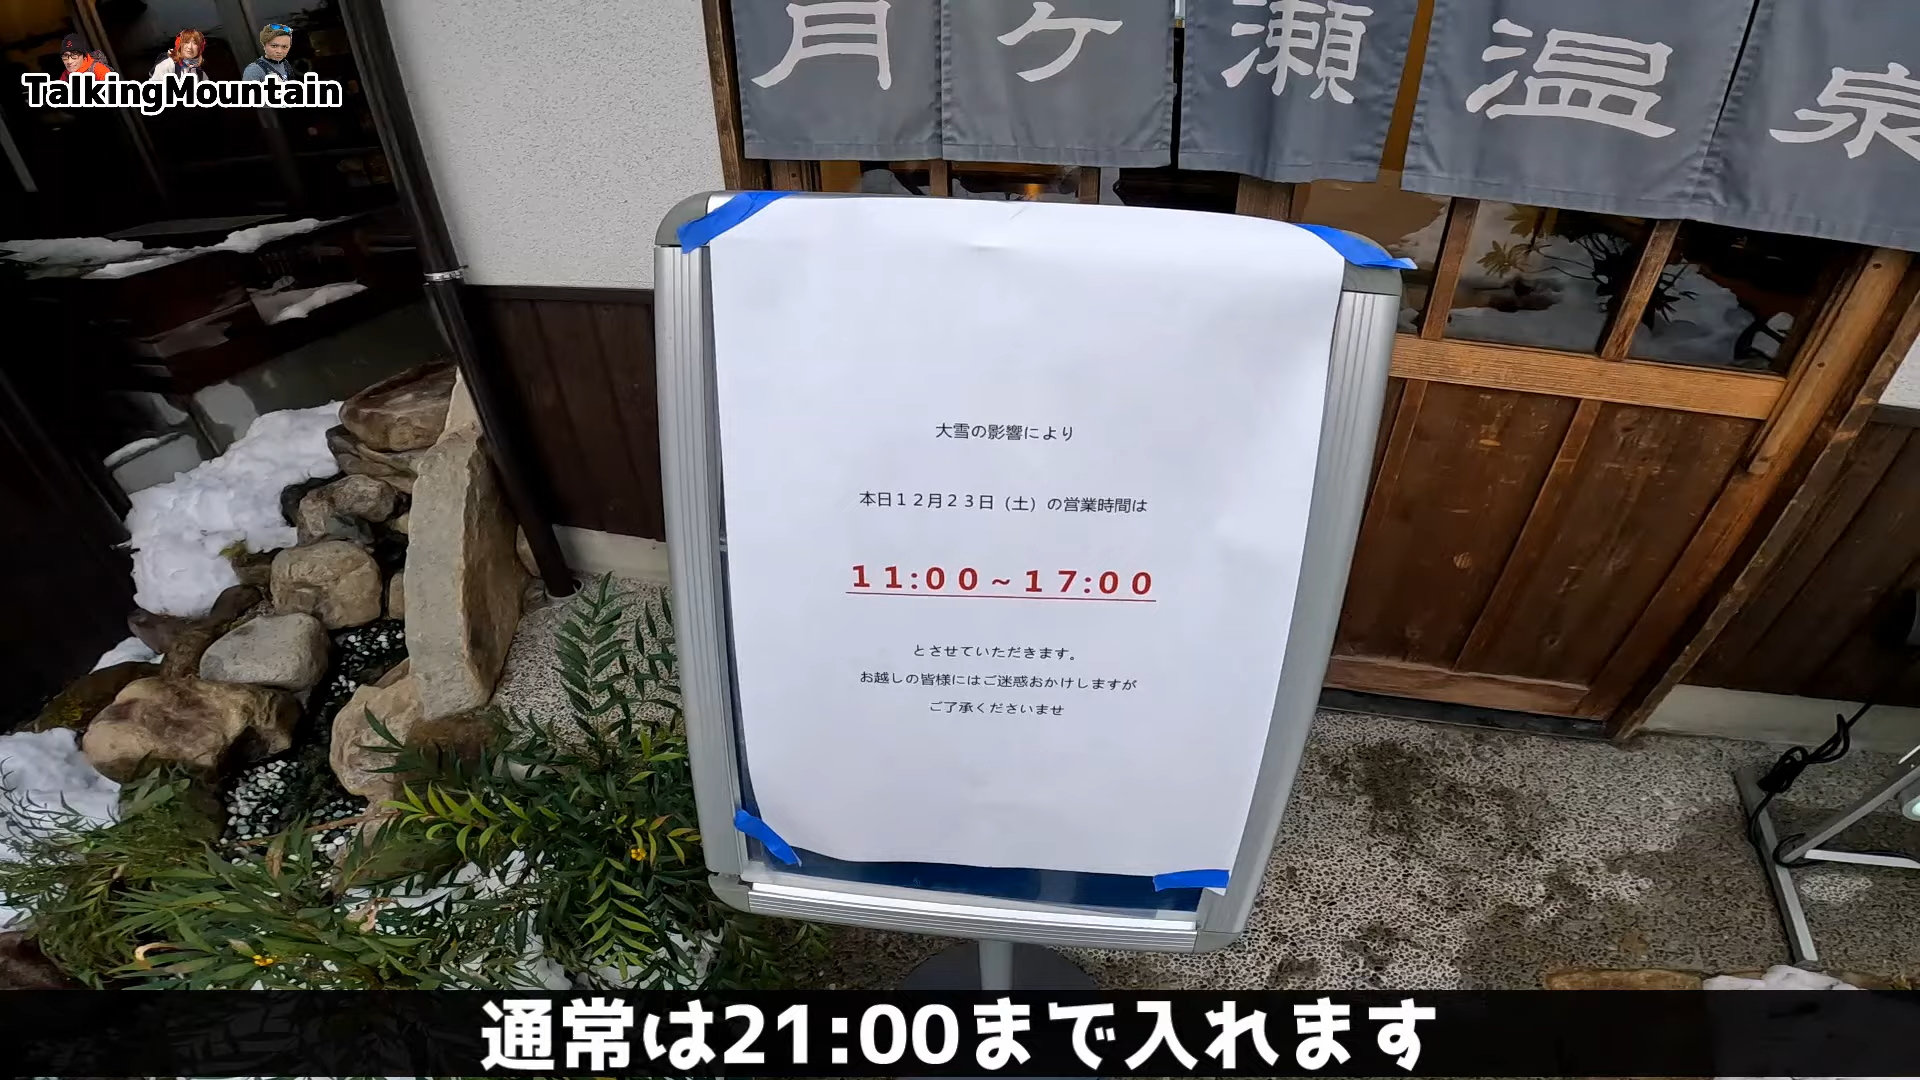 TalkingMountain
月ヶ瀬温泉
大雪の影響により
本日12月23日（土）の営業時間は
11:00~17:00
とさせていただきます。
お越しの皆様にはご迷惑おかけしますが
ご了承くださいませ
通常は21:00まで入れます